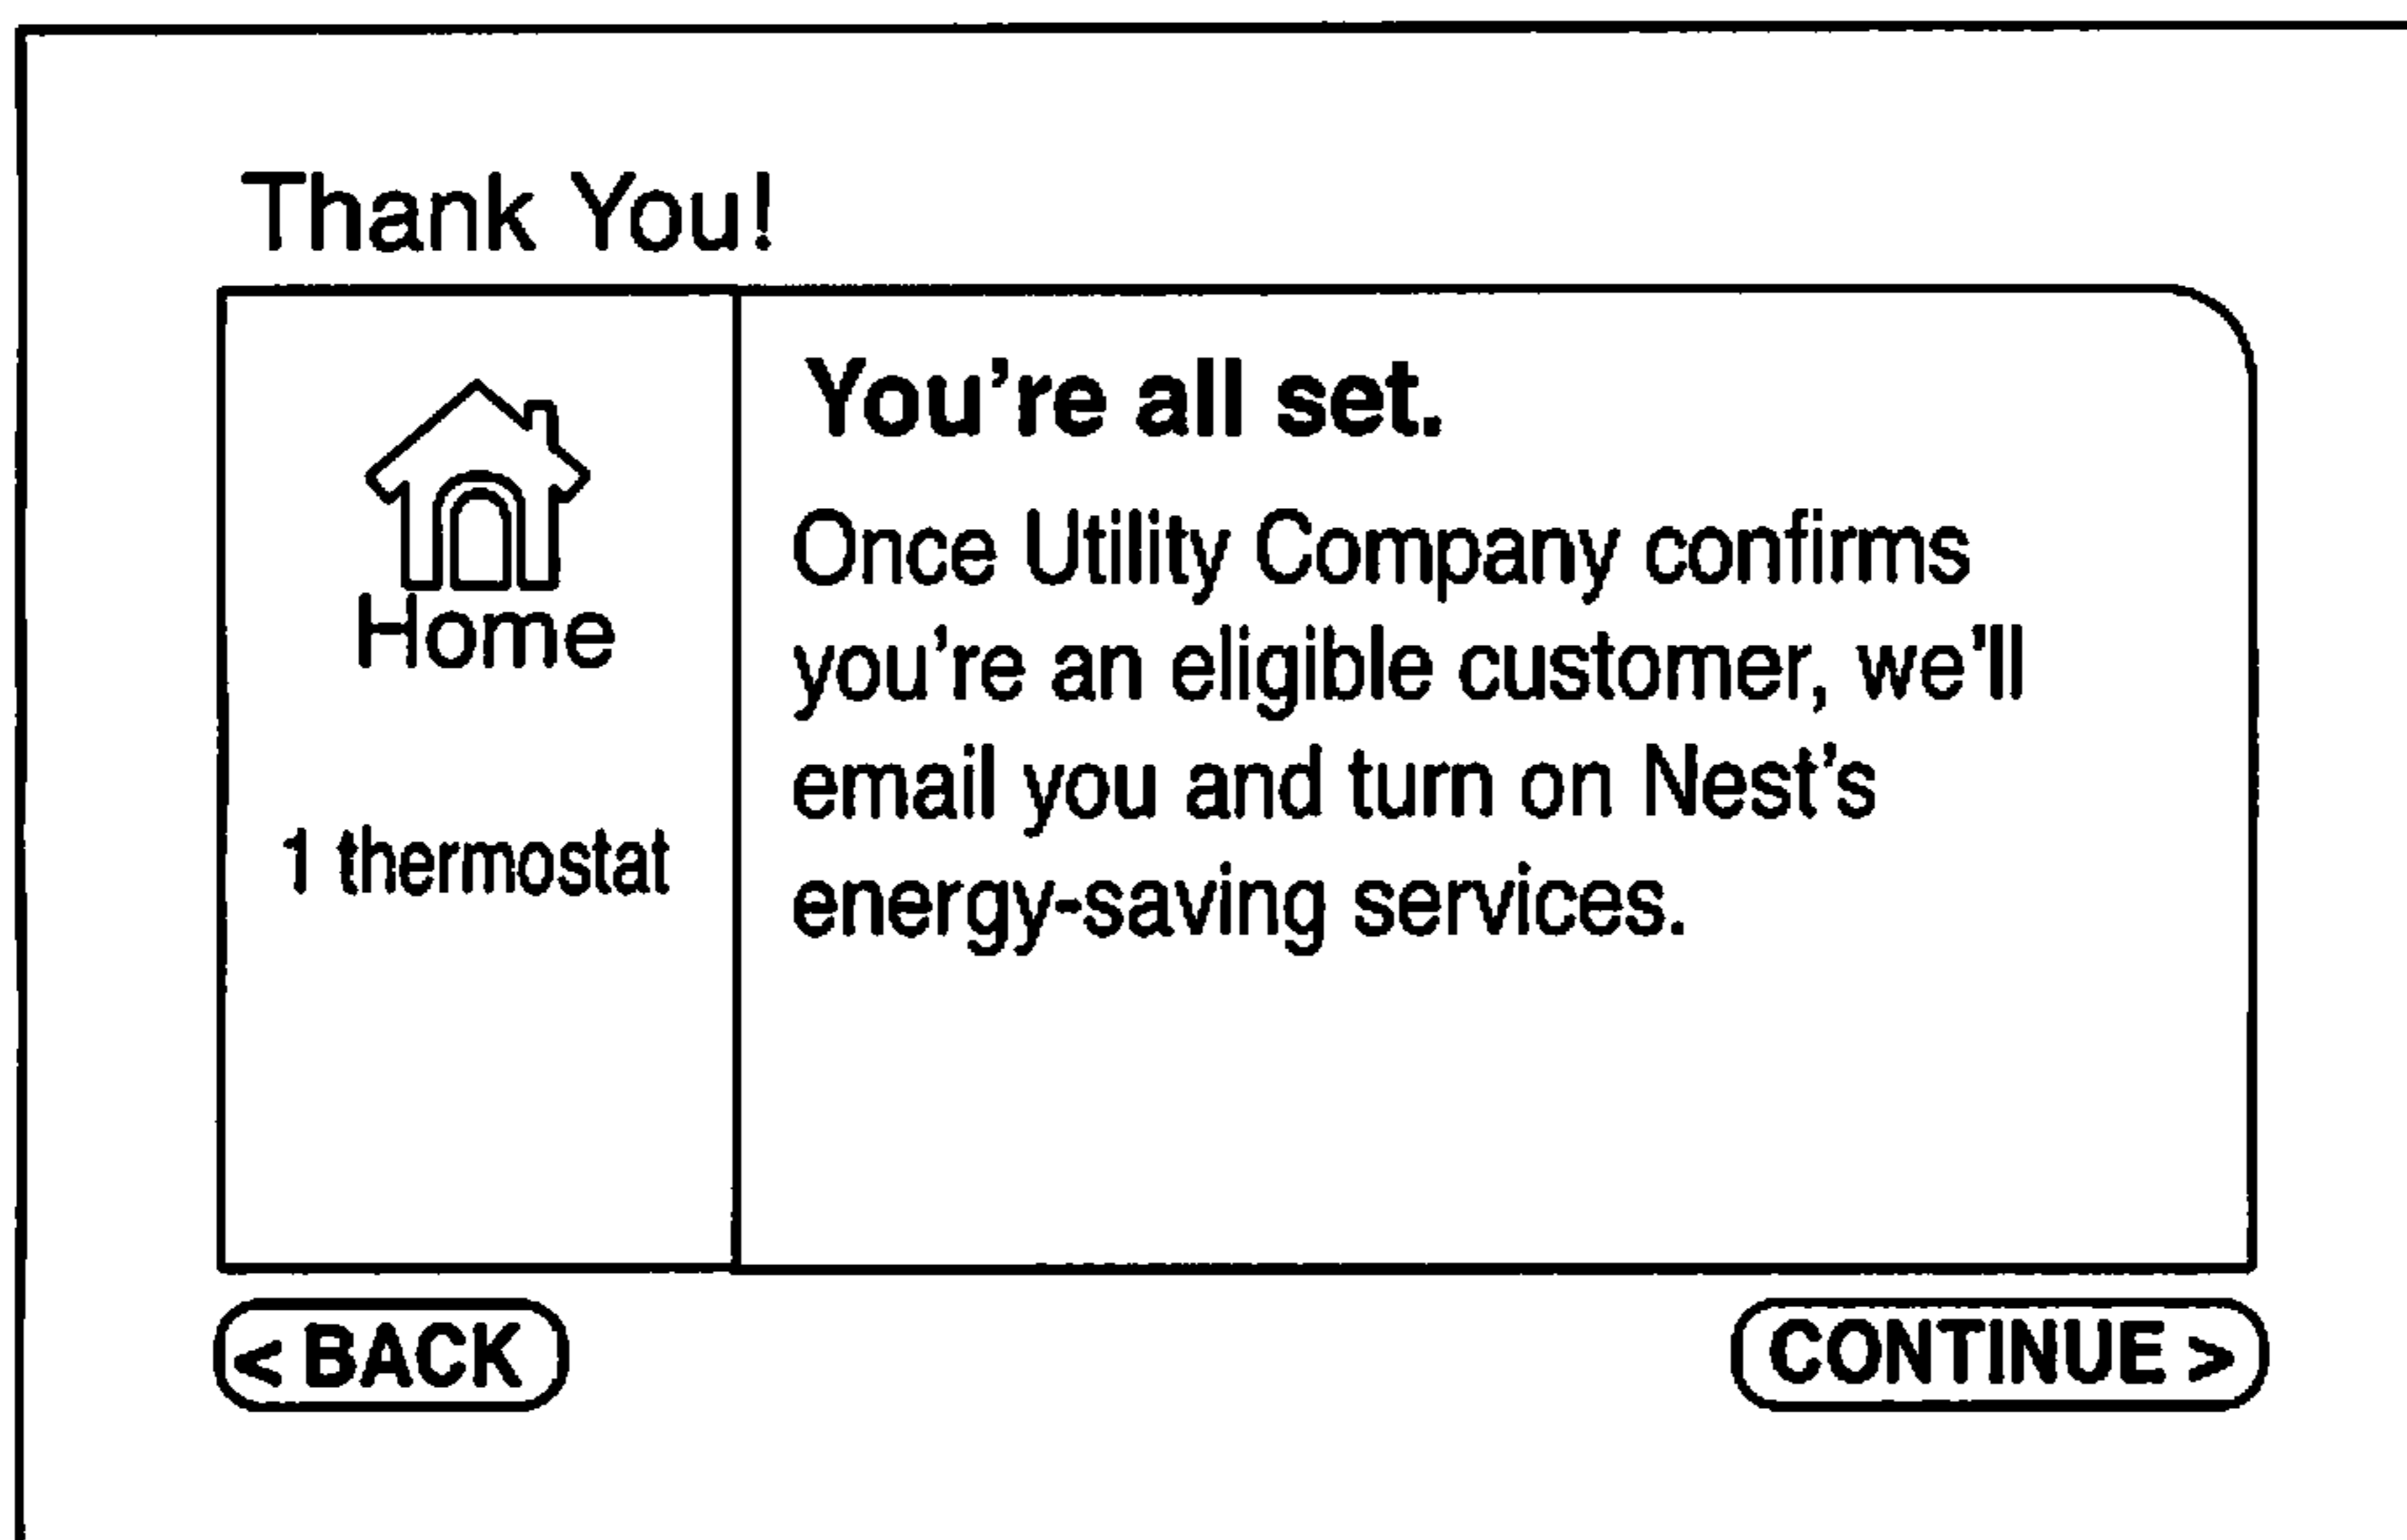 Thank You!
Home
1 thermostat
You're all set.
Once Utility Company confirms
you're an eligible customer, we'll
email you and turn on Nest's
energy-saving services.
< BACK
CONTINUE >